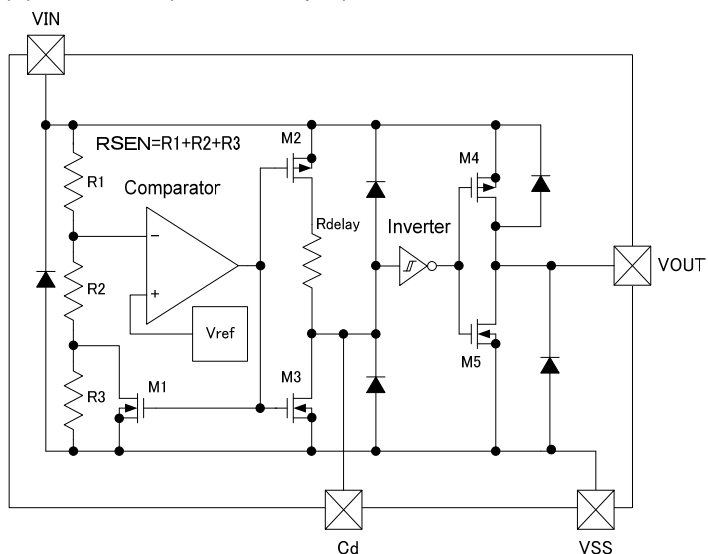 VIN
RSEN=R1+R2+R3
M2
M4
R1
Comparator
Rdelay
Inverter
−
R2
+
Vref
VOUT
M5
R3
M1
M3
Cd
VSS